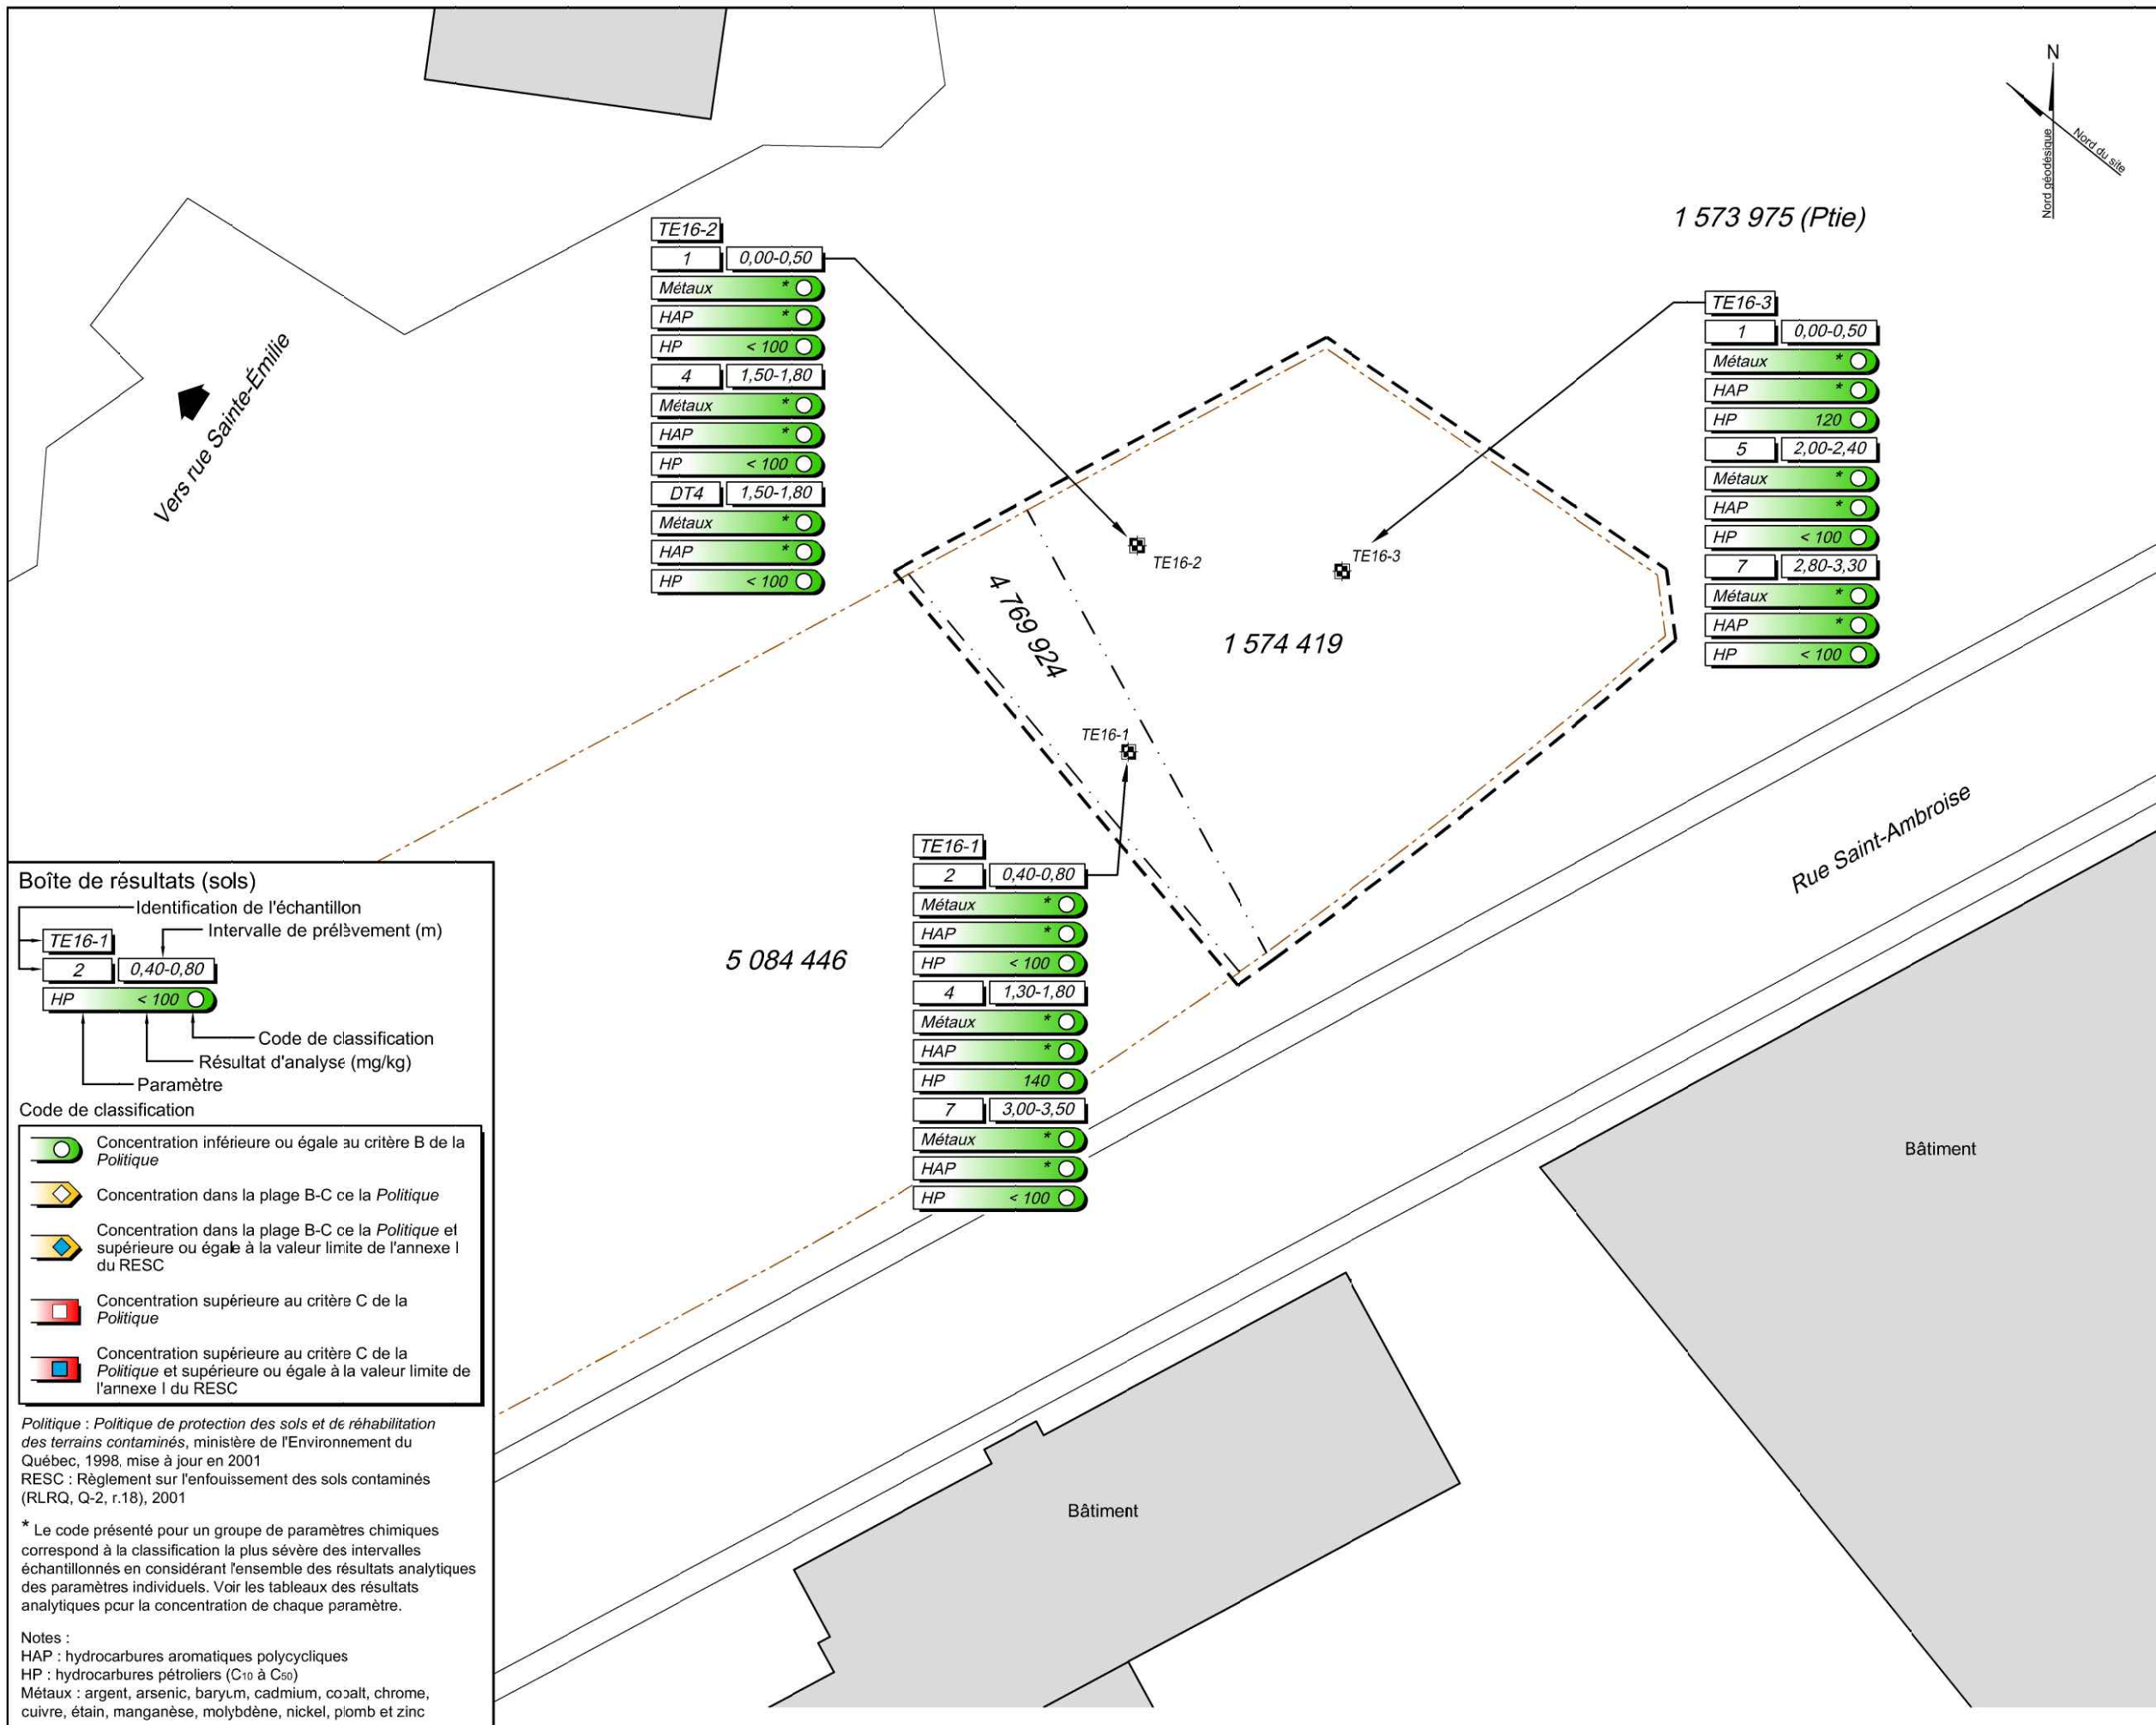 N
Nord géodésique
Nord du site
1 573 975 (Ptie)
TE16-2
1 0,00-0,50
Métaux *
HAP *
HP < 100
4 1,50-1,80
Métaux *
HAP *
HP < 100
DT4 1,50-1,80
Métaux *
HAP *
HP < 100
TE16-3
1 0,00-0,50
Métaux *
HAP *
HP 120
5 2,00-2,40
Métaux *
HAP *
HP < 100
7 2,80-3,30
Métaux *
HAP *
HP < 100
Vers rue Sainte-Émilie
TE16-2
TE16-3
4 769 924
1 574 419
TE16-1
Rue Saint-Ambroise
5 084 446
TE16-1
2 0,40-0,80
Métaux *
HAP *
HP < 100
4 1,30-1,80
Métaux *
HAP *
HP 140
7 3,00-3,50
Métaux *
HAP *
HP < 100
Bâtiment
Bâtiment
Boîte de résultats (sols)
Identification de l'échantillon
Intervalle de prélèvement (m)
TE16-1
2 0,40-0,80
HP < 100
Code de classification
Résultat d'analyse (mg/kg)
Paramètre
Code de classification
Concentration inférieure ou égale au critère B de la
Politique
Concentration dans la plage B-C de la Politique
Concentration dans la plage B-C de la Politique et
supérieure ou égale à la valeur limite de l'annexe I
du RESC
Concentration supérieure au critère C de la
Politique
Concentration supérieure au critère C de la
Politique et supérieure ou égale à la valeur limite de
l'annexe I du RESC
Politique : Politique de protection des sols et de réhabilitation
des terrains contaminés, ministère de l'Environnement du
Québec, 1998, mise à jour en 2001
RESC : Règlement sur l'enfouissement des sols contaminés
(RLRQ, Q-2, r.18), 2001
* Le code présenté pour un groupe de paramètres chimiques
correspond à la classification la plus sévère des intervalles
échantillonnés en considérant l'ensemble des résultats analytiques
des paramètres individuels. Voir les tableaux des résultats
analytiques pour la concentration de chaque paramètre.
Notes :
HAP : hydrocarbures aromatiques polycycliques
HP : hydrocarbures pétroliers (C10 à C50)
Métaux : argent, arsenic, baryum, cadmium, cobalt, chrome,
cuivre, étain, manganèse, molybdène, nickel, plomb et zinc